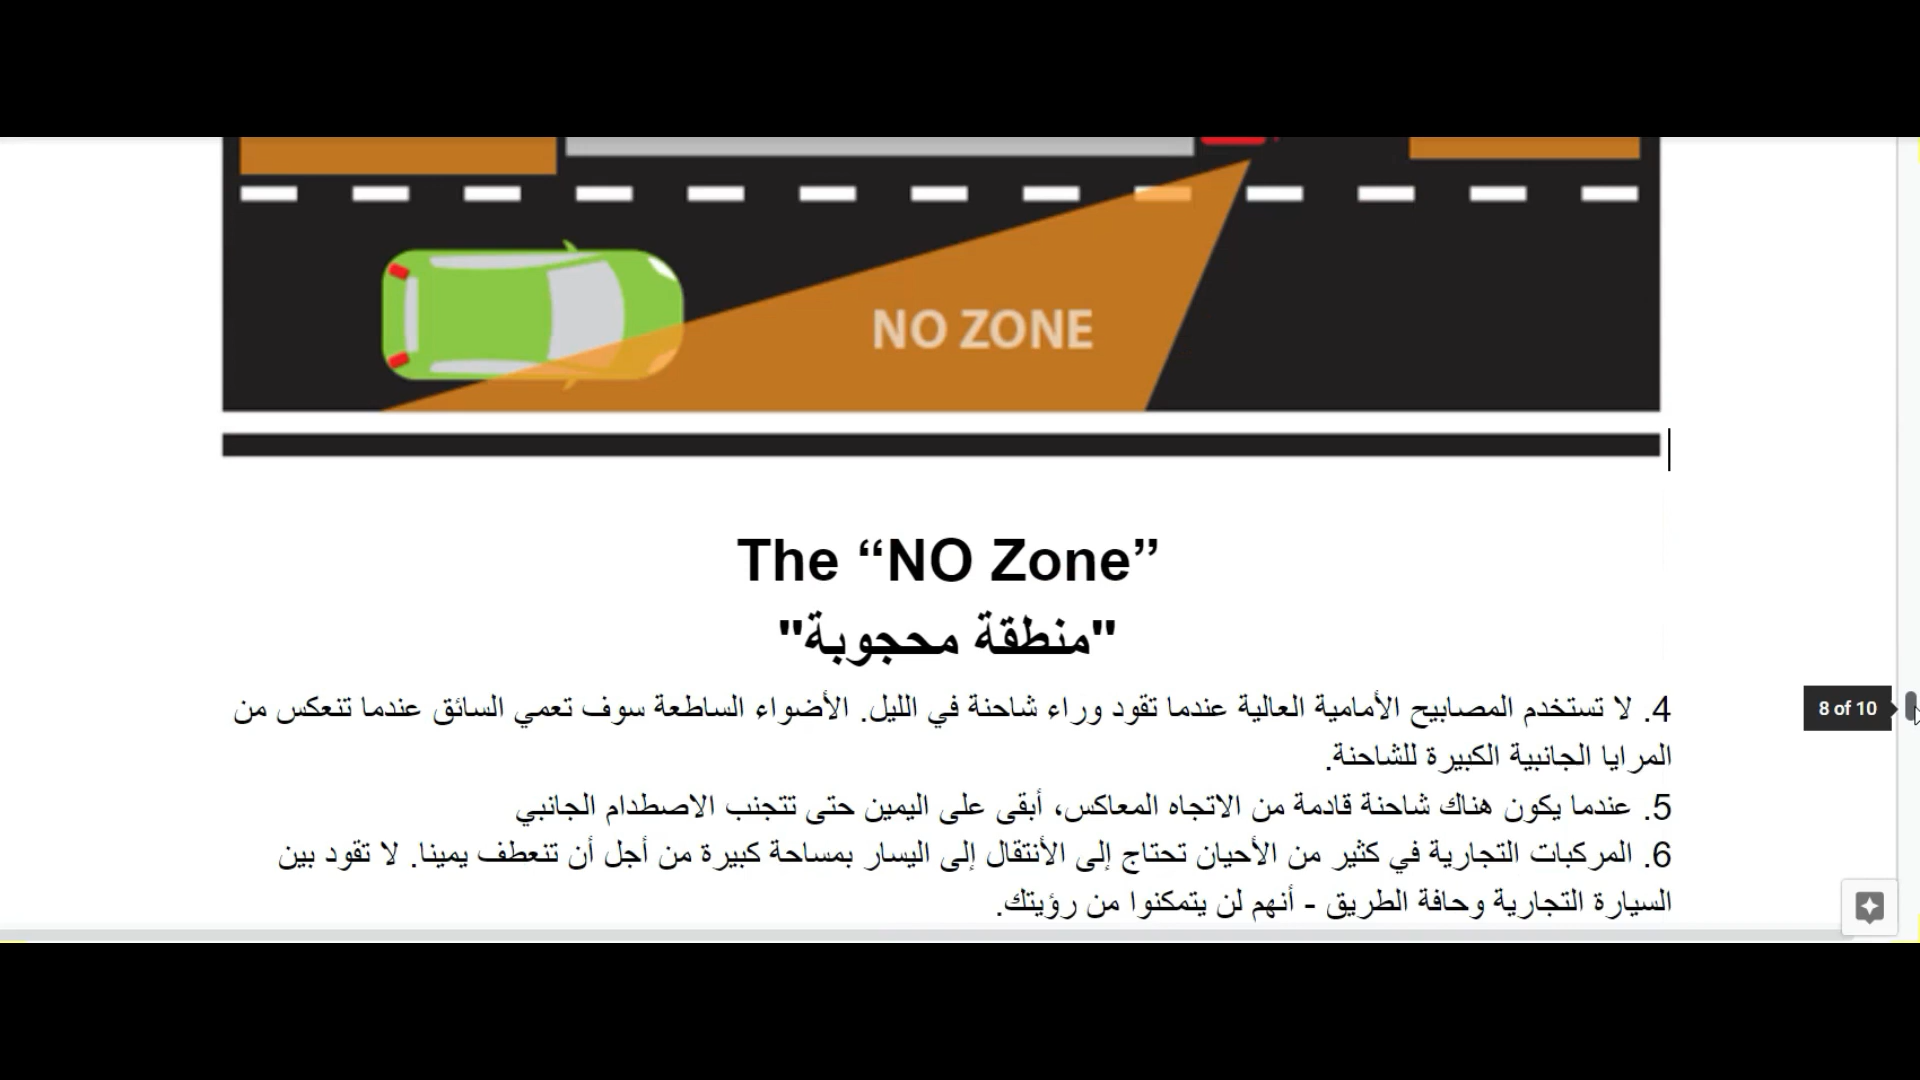 NO ZONE
The “NO Zone”
"منطقة محجوبة"
4. لا تستخدم المصابيح الأمامية العالية عندما تقود وراء شاحنة في الليل. الأضواء الساطعة سوف تعمي السائق عندما تنعكس من
المرايا الجانبية الكبيرة للشاحنة.
5. عندما يكون هناك شاحنة قادمة من الاتجاه المعاكس، أبقى على اليمين حتى تتجنب الاصطدام الجانبي
6. المركبات التجارية في كثير من الأحيان تحتاج إلى الأنتقال إلى اليسار بمساحة كبيرة من أجل أن تنعطف يمينا. لا تقود بين
السيارة التجارية وحافة الطريق - أنهم لن يتمكنوا من رؤيتك.
8 of 10